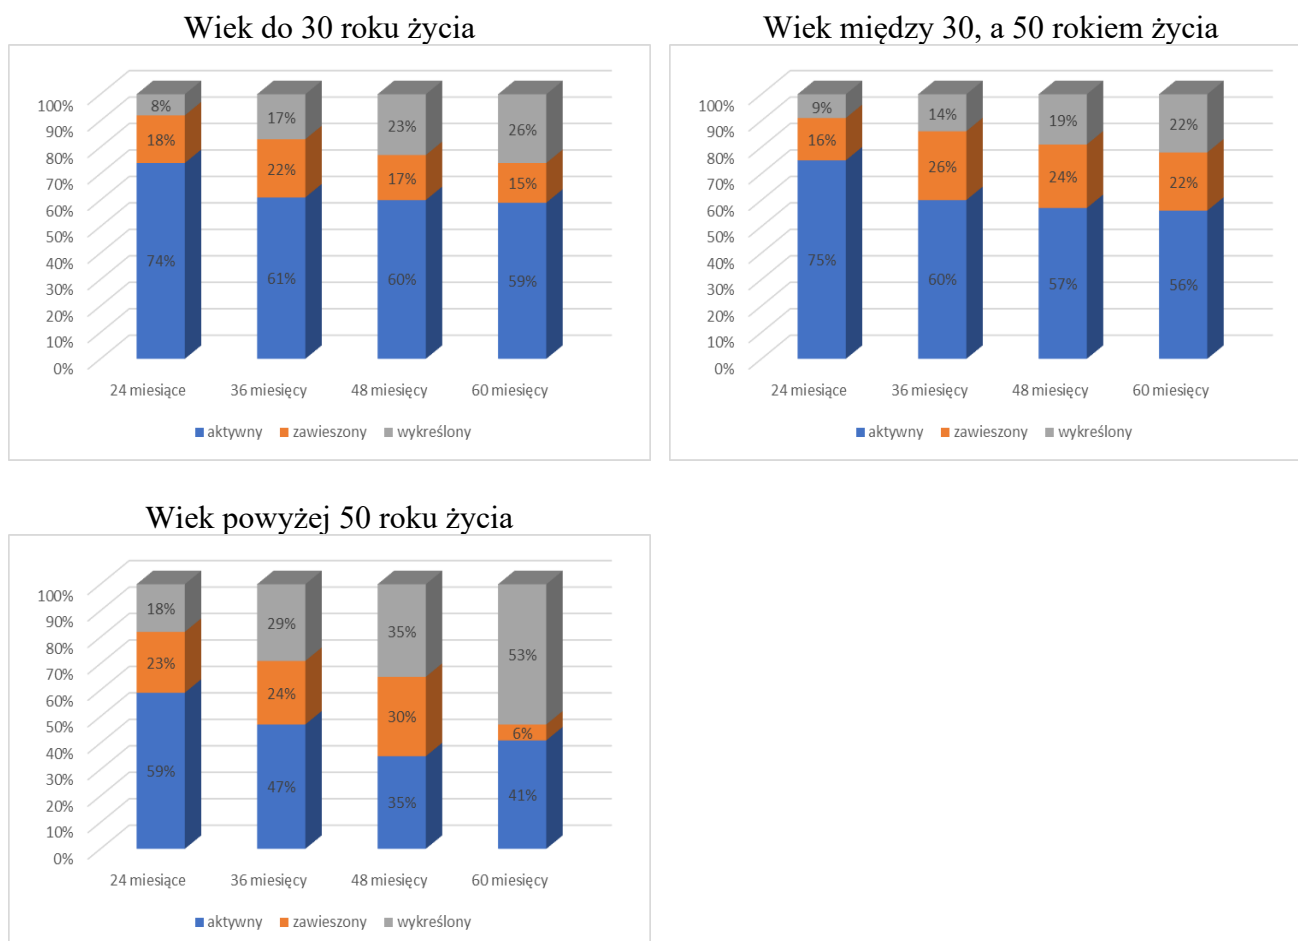 Wiek do 30 roku życia
100%
90%
80%
70%
60%
50%
40%
30%
20%
10%
0%
8% 17% 23% 26%
18% 22% 17% 15%
74% 61% 60% 59%
24 miesiące 36 miesięcy 48 miesięcy 60 miesięcy
aktywny zawieszony wykreślony
Wiek między 30, a 50 rokiem życia
100%
90%
80%
70%
60%
50%
40%
30%
20%
10%
0%
9% 14% 19% 22%
16% 26% 24% 22%
75% 60% 57% 56%
24 miesiące 36 miesięcy 48 miesięcy 60 miesięcy
aktywny zawieszony wykreślony
Wiek powyżej 50 roku życia
100%
90%
80%
70%
60%
50%
40%
30%
20%
10%
0%
18% 29% 35% 53%
23% 24% 30% 6%
59% 47% 35% 41%
24 miesiące 36 miesięcy 48 miesięcy 60 miesięcy
aktywny zawieszony wykreślony